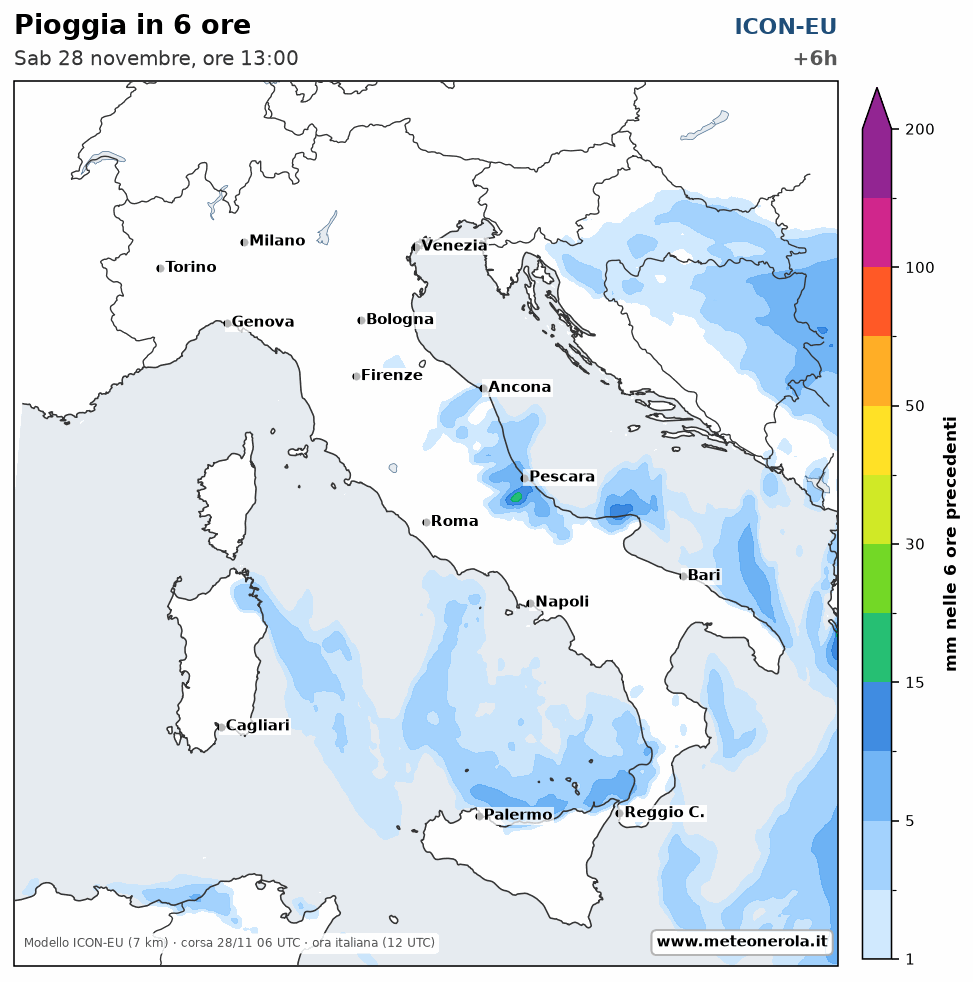 Pioggia in 6 ore
ICON-EU
Sab 28 novembre, ore 13:00
+6h
200
100
50
30
15
5
1
mm nelle 6 ore precedenti
Milano
Venezia
Torino
Genova
Bologna
Firenze
Ancona
Pescara
Roma
Bari
Napoli
Cagliari
Palermo
Reggio C.
Modello ICON-EU (7 km) · corsa 28/11 06 UTC · ora italiana (12 UTC)
www.meteonerola.it